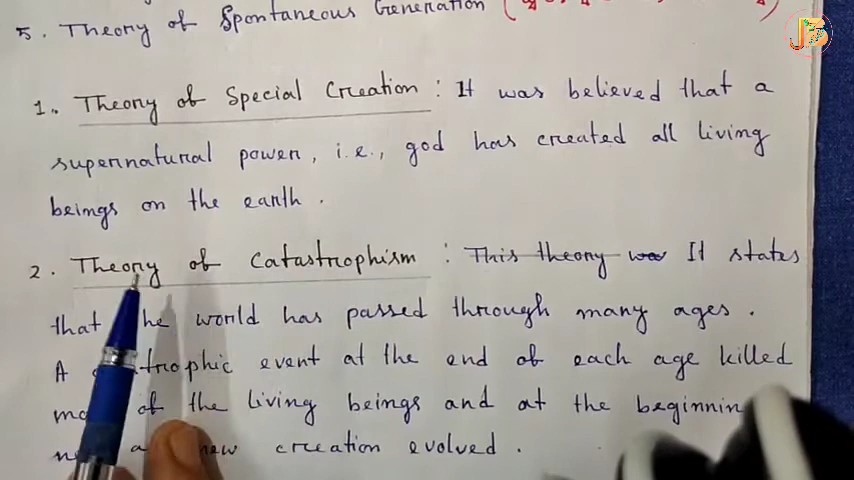 5. Theory of Spontaneous Generation (
1. Theory of Special Creation : It was believed that a
supernatural power, i.e., god has created all living
beings on the earth.
2. Theory of Catastrophism : This theory was It states
that the world has passed through many ages.
A event at the end of each age killed
of the living beings and at the
new creation evolved.